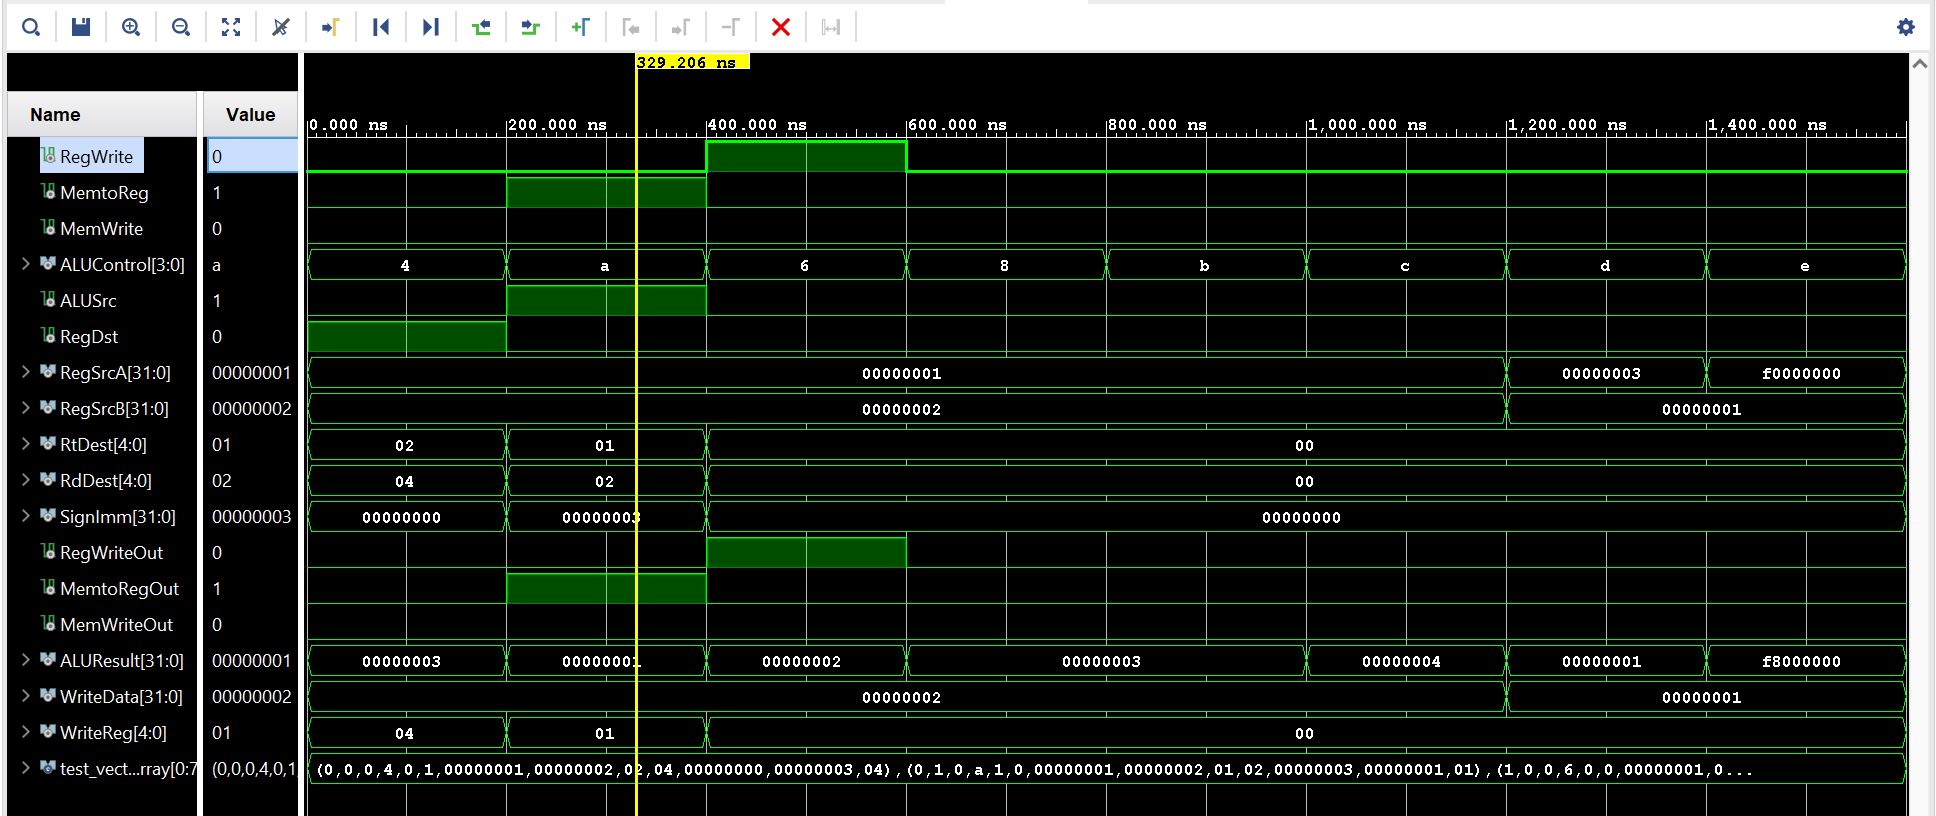 329.206 ns
Name Value
0.000 ns 200.000 ns 400.000 ns 600.000 ns 800.000 ns 1,000.000 ns 1,200.000 ns 1,400.000 ns
RegWrite 0
MemtoReg 1
MemWrite 0
ALUControl[3:0] a 4 a 6 8 b c d e
ALUSrc 1
RegDst 0
RegSrcA[31:0] 00000001 00000001 00000003 f0000000
RegSrcB[31:0] 00000002 00000002 00000001
RtDest[4:0] 01 02 01 00
RdDest[4:0] 02 04 02 00
SignImm[31:0] 00000003 00000000 00000003 00000000
RegWriteOut 0
MemtoRegOut 1
MemWriteOut 0
ALUResult[31:0] 00000001 00000003 00000001 00000002 00000003 00000004 00000001 f8000000
WriteData[31:0] 00000002 00000002 00000001
WriteReg[4:0] 01 04 01 00
test_vect...rray[0:7 (0,0,0,4,0,1, (0,0,0,4,0,1,00000001,00000002,02,04,00000000,00000003,04),(0,1,0,a,1,0,00000001,00000002,01,02,00000003,00000001,01),(1,0,0,6,0,0,00000001,0...